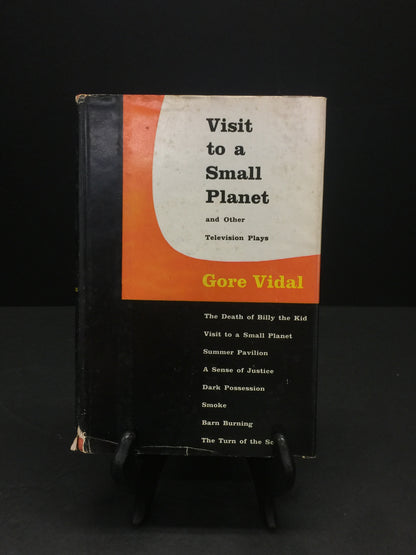 Visit
to a
Small
Planet
and Other
Television Plays
Gore Vidal
The Death of Billy the Kid
Visit to a Small Planet
Summer Pavilion
A Sense of Justice
Dark Possession
Smoke
Barn Burning
The Turn of the